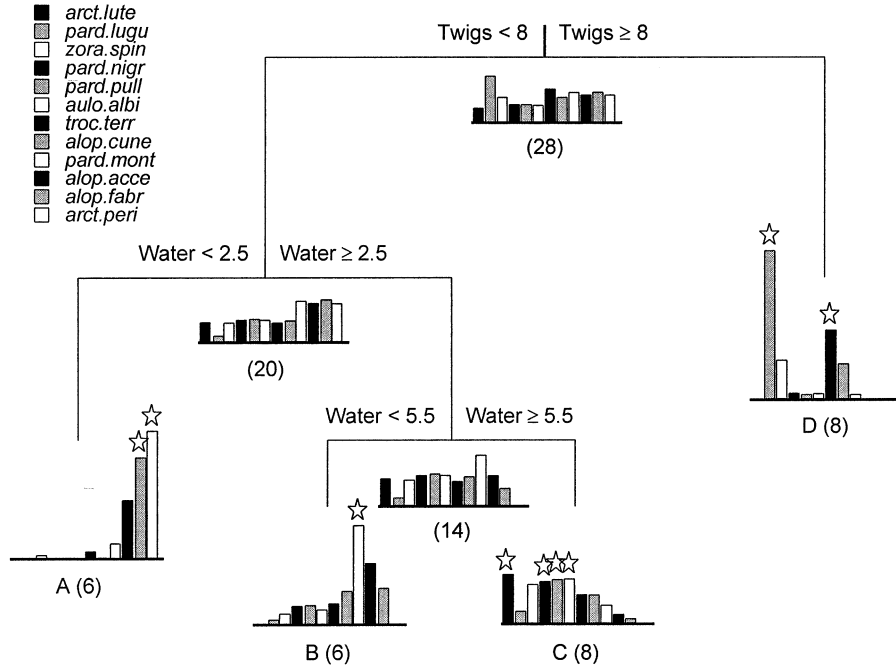 arct.lute
pard.lugu
zora.spin
pard.nigr
pard.pull
aulo.albi
troc.terr
alop.cune
pard.mont
alop.acce
alop.fabr
arct.peri
Twigs < 8 Twigs ≥ 8
(28)
Water < 2.5 Water ≥ 2.5
(20)
Water < 5.5 Water ≥ 5.5
D (8)
(14)
A (6)
B (6) C (8)